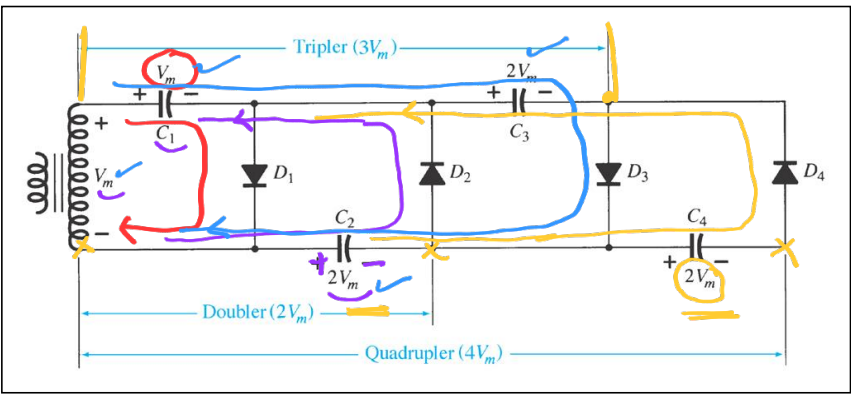 Tripler (3Vm)
Vm
2Vm
+ −
+ −
C1
C3
+
Vm
−
D1
D2
D3
D4
C2
C4
+ −
+ −
2Vm
2Vm
Doubler (2Vm)
Quadrupler (4Vm)